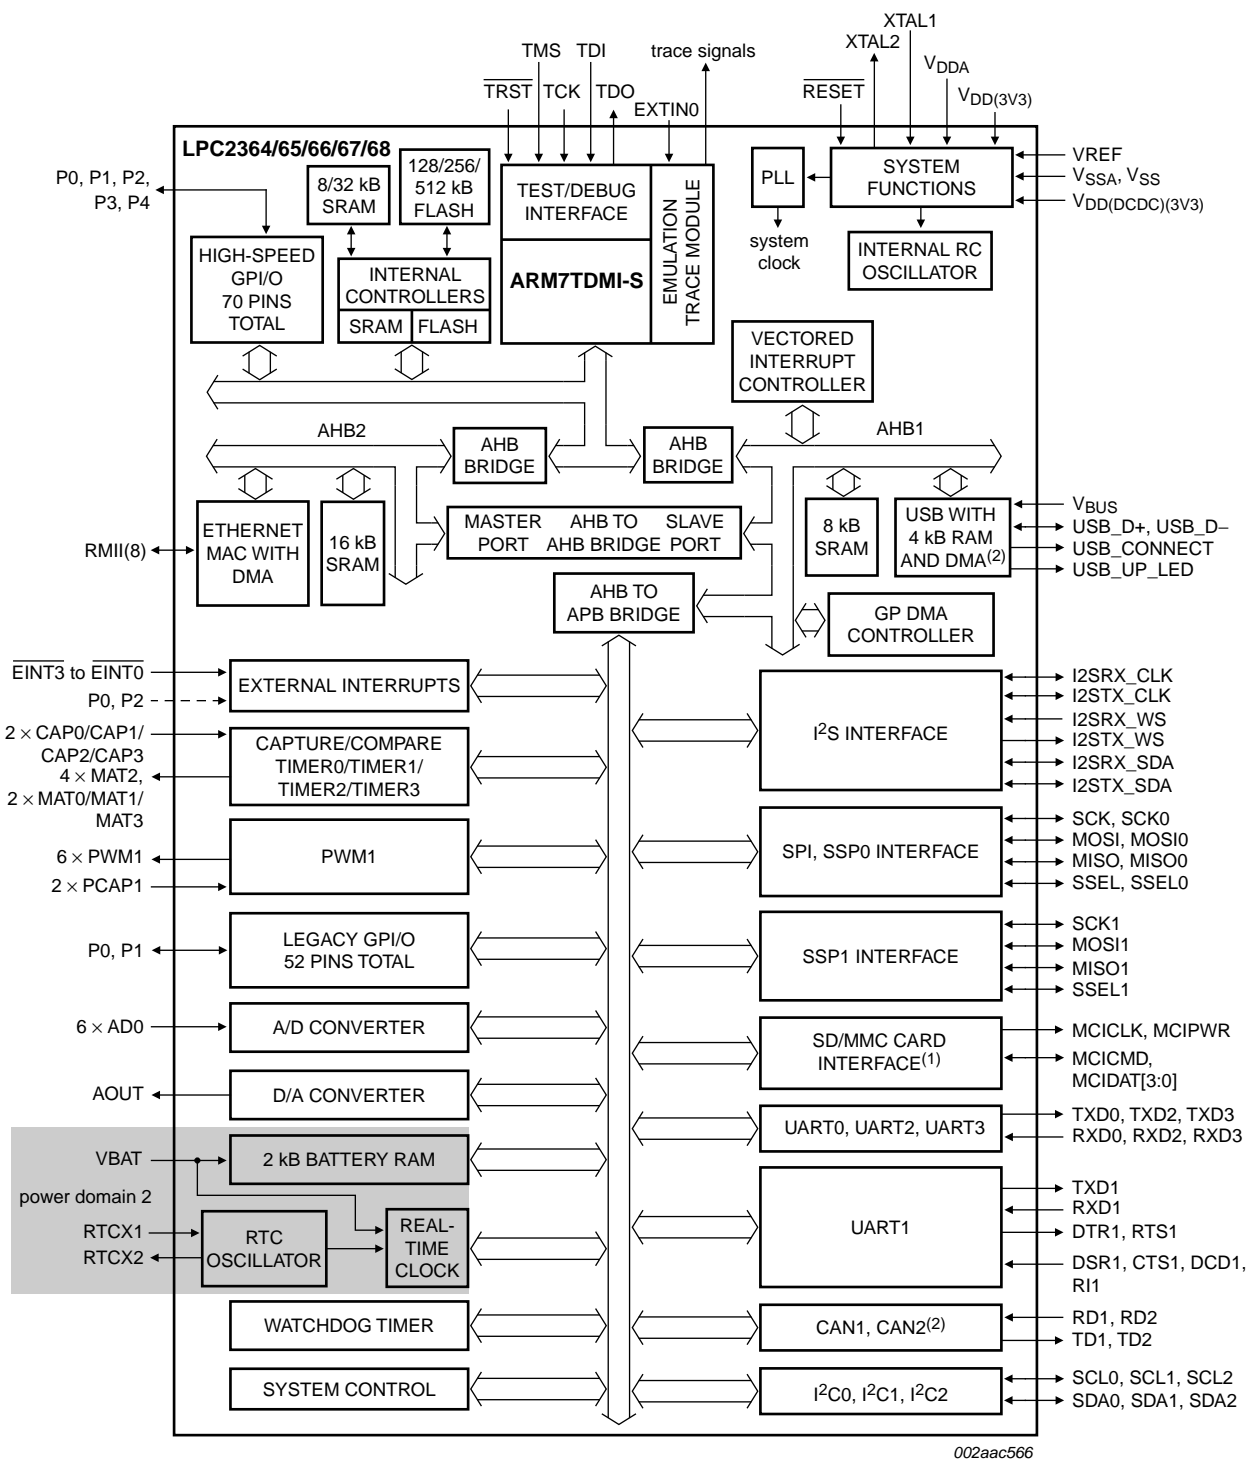 XTAL1
XTAL2
TMS TDI
trace signals
VDDA
TRST TCK TDO
RESET
VDD(3V3)
EXTIN0
LPC2364/65/66/67/68
P0, P1, P2,
P3, P4
8/32 kB
SRAM
128/256/
512 kB
FLASH
TEST/DEBUG
INTERFACE
EMULATION
TRACE MODULE
PLL
SYSTEM
FUNCTIONS
VREF
VSSA, VSS
VDD(DCDC)(3V3)
system
clock
HIGH-SPEED
GPI/O
70 PINS
TOTAL
INTERNAL
CONTROLLERS
SRAM FLASH
ARM7TDMI-S
INTERNAL RC
OSCILLATOR
VECTORED
INTERRUPT
CONTROLLER
AHB2
AHB
BRIDGE
AHB
BRIDGE
AHB1
ETHERNET
MAC WITH
DMA
16 kB
SRAM
MASTER
PORT
AHB TO
AHB BRIDGE
SLAVE
PORT
8 kB
SRAM
USB WITH
4 kB RAM
AND DMA(2)
VBUS
USB_D+, USB_D−
USB_CONNECT
USB_UP_LED
RMII(8)
AHB TO
APB BRIDGE
GP DMA
CONTROLLER
EINT3 to EINT0
P0, P2
EXTERNAL INTERRUPTS
I2S INTERFACE
I2SRX_CLK
I2STX_CLK
I2SRX_WS
I2STX_WS
I2SRX_SDA
I2STX_SDA
2 × CAP0/CAP1/
CAP2/CAP3
4 × MAT2,
2 × MAT0/MAT1/
MAT3
CAPTURE/COMPARE
TIMER0/TIMER1/
TIMER2/TIMER3
SPI, SSP0 INTERFACE
SCK, SCK0
MOSI, MOSI0
MISO, MISO0
SSEL, SSEL0
6 × PWM1
2 × PCAP1
PWM1
P0, P1
LEGACY GPI/O
52 PINS TOTAL
SSP1 INTERFACE
SCK1
MOSI1
MISO1
SSEL1
6 × AD0
A/D CONVERTER
SD/MMC CARD
INTERFACE(1)
MCICLK, MCIPWR
MCICMD,
MCIDAT[3:0]
AOUT
D/A CONVERTER
UART0, UART2, UART3
TXD0, TXD2, TXD3
RXD0, RXD2, RXD3
VBAT
2 kB BATTERY RAM
power domain 2
RTCX1
RTCX2
RTC
OSCILLATOR
REAL-
TIME
CLOCK
UART1
TXD1
RXD1
DTR1, RTS1
DSR1, CTS1, DCD1,
RI1
WATCHDOG TIMER
CAN1, CAN2(2)
RD1, RD2
TD1, TD2
SYSTEM CONTROL
I2C0, I2C1, I2C2
SCL0, SCL1, SCL2
SDA0, SDA1, SDA2
002aac566